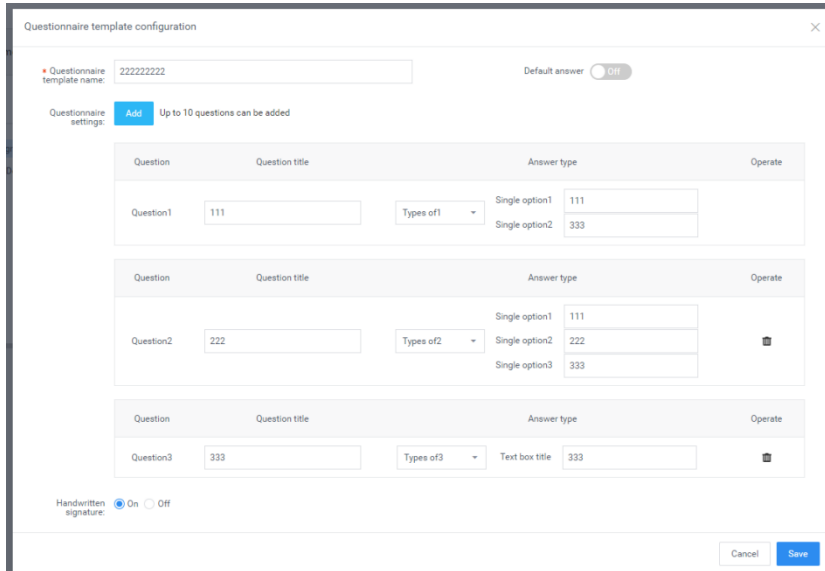 Questionnaire template configuration
* Questionnaire template name: 222222222 Default answer Off
Questionnaire settings: Add Up to 10 questions can be added
Question Question title Answer type Operate
Question1 111 Types of1 Single option1 111
Single option2 333
Question Question title Answer type Operate
Single option1 111
Question2 222 Types of2 Single option2 222
Single option3 333
Question Question title Answer type Operate
Question3 333 Types of3 Text box title 333
Handwritten signature: On Off
Cancel Save